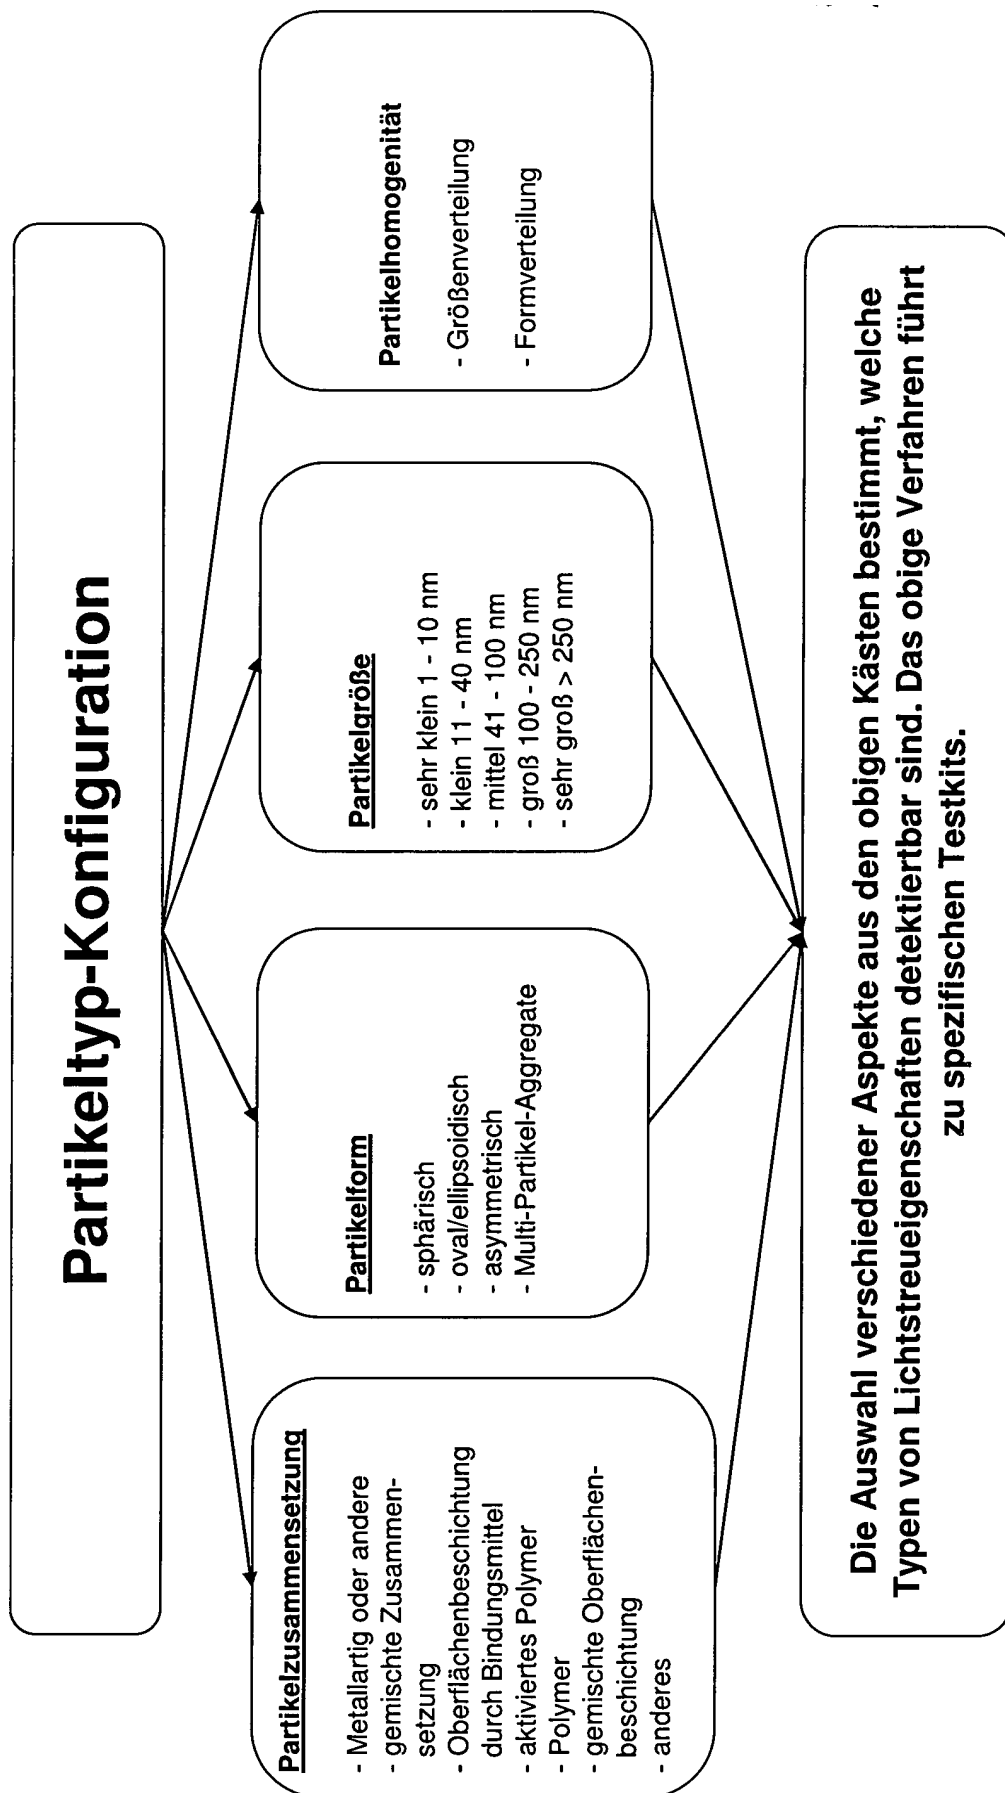 Partikeltyp-Konfiguration
Partikelzusammensetzung
- Metallartig oder andere
- gemischte Zusammen-
setzung
- Oberflächenbeschichtung
durch Bindungsmittel
- aktiviertes Polymer
- Polymer
- gemischte Oberflächen-
beschichtung
- anderes
Partikelform
- sphärisch
- oval/ellipsoidisch
- asymmetrisch
- Multi-Partikel-Aggregate
Partikelgröße
- sehr klein 1 - 10 nm
- klein 11 - 40 nm
- mittel 41 - 100 nm
- groß 100 - 250 nm
- sehr groß > 250 nm
Partikelhomogenität
- Größenverteilung
- Formverteilung
Die Auswahl verschiedener Aspekte aus den obigen Kästen bestimmt, welche
Typen von Lichtstreueigenschaften detektiertbar sind. Das obige Verfahren führt
zu spezifischen Testkits.